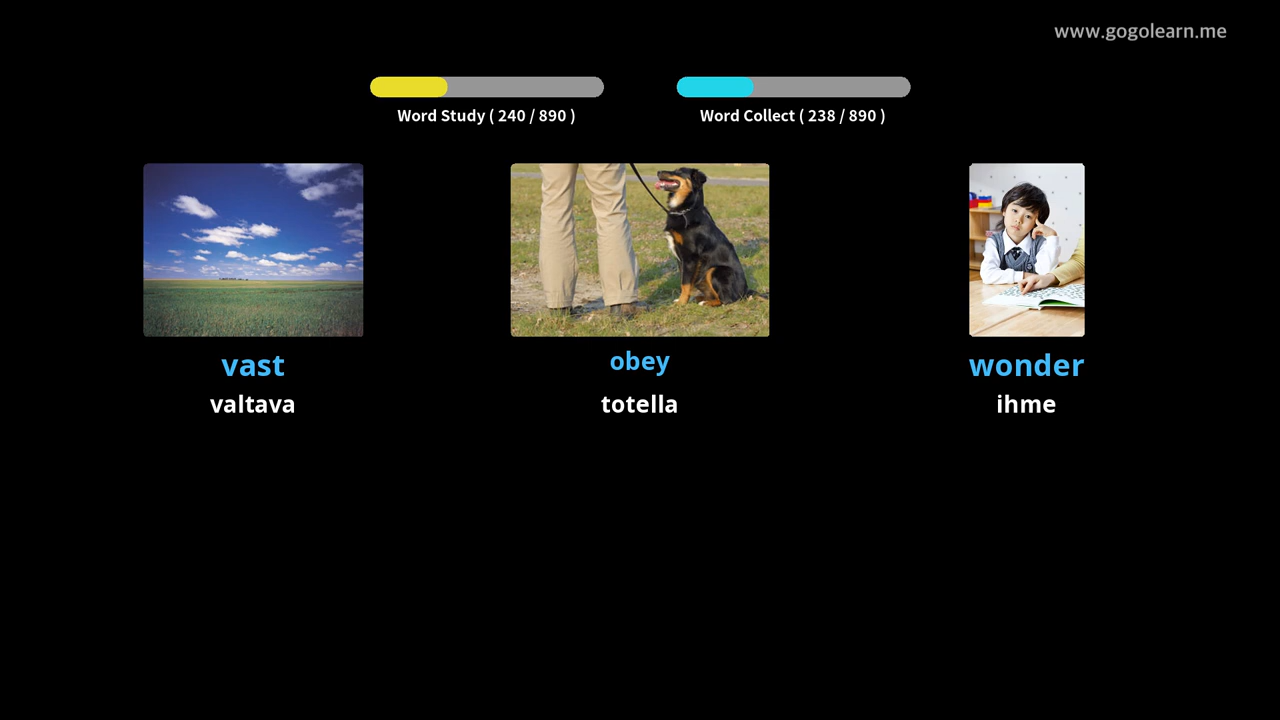 www.gogolearn.me
Word Study ( 240 / 890 )
Word Collect ( 238 / 890 )
vast
valtava
obey
totella
wonder
ihme